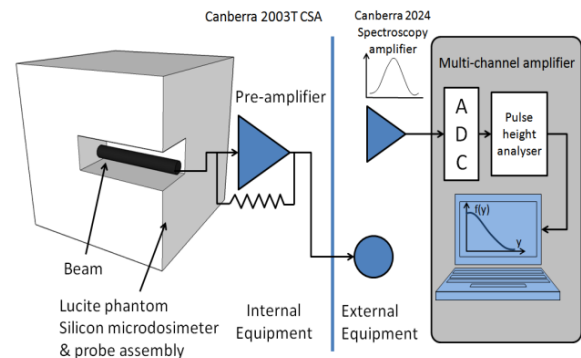 Canberra 2003T CSA
Canberra 2024
Spectroscopy
amplifier
Multi-channel amplifier
Pre-amplifier
A
D
C
Pulse
height
analyser
f(y)
y
Beam
Lucite phantom
Silicon microdosimeter
& probe assembly
Internal
Equipment
External
Equipment